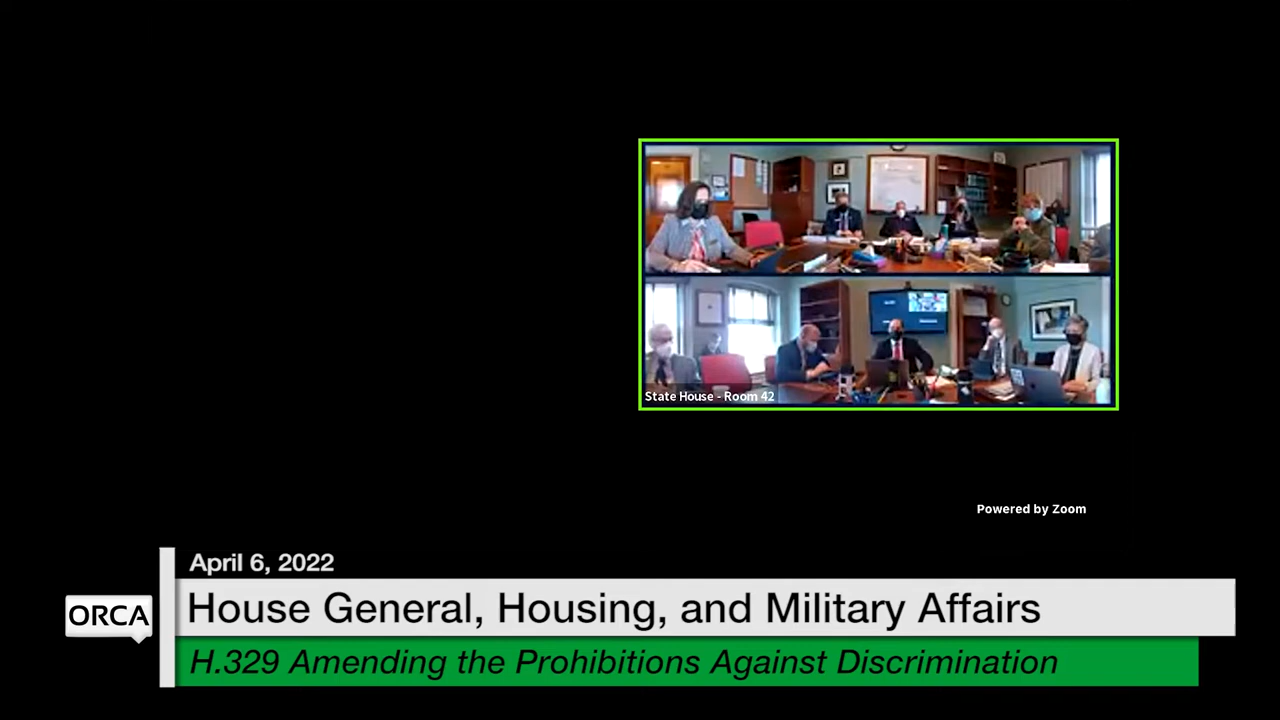 State House - Room 42
Powered by Zoom
April 6, 2022
ORCA
House General, Housing, and Military Affairs
H.329 Amending the Prohibitions Against Discrimination